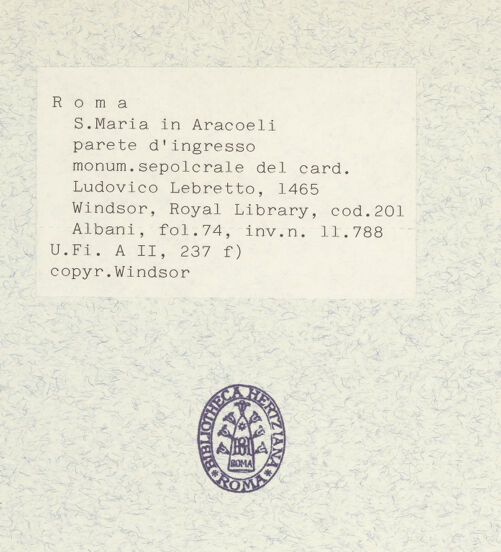 R o m a
S.Maria in Aracoeli
parete d'ingresso
monum.sepolcrale del card.
Ludovico Lebretto, 1465
Windsor, Royal Library, cod.201
Albani, fol.74, inv.n. 11.788
U.Fi. A II, 237 f)
copyr.Windsor
BIBLIOTHECA HERTZIANA
ROMA
ROMA